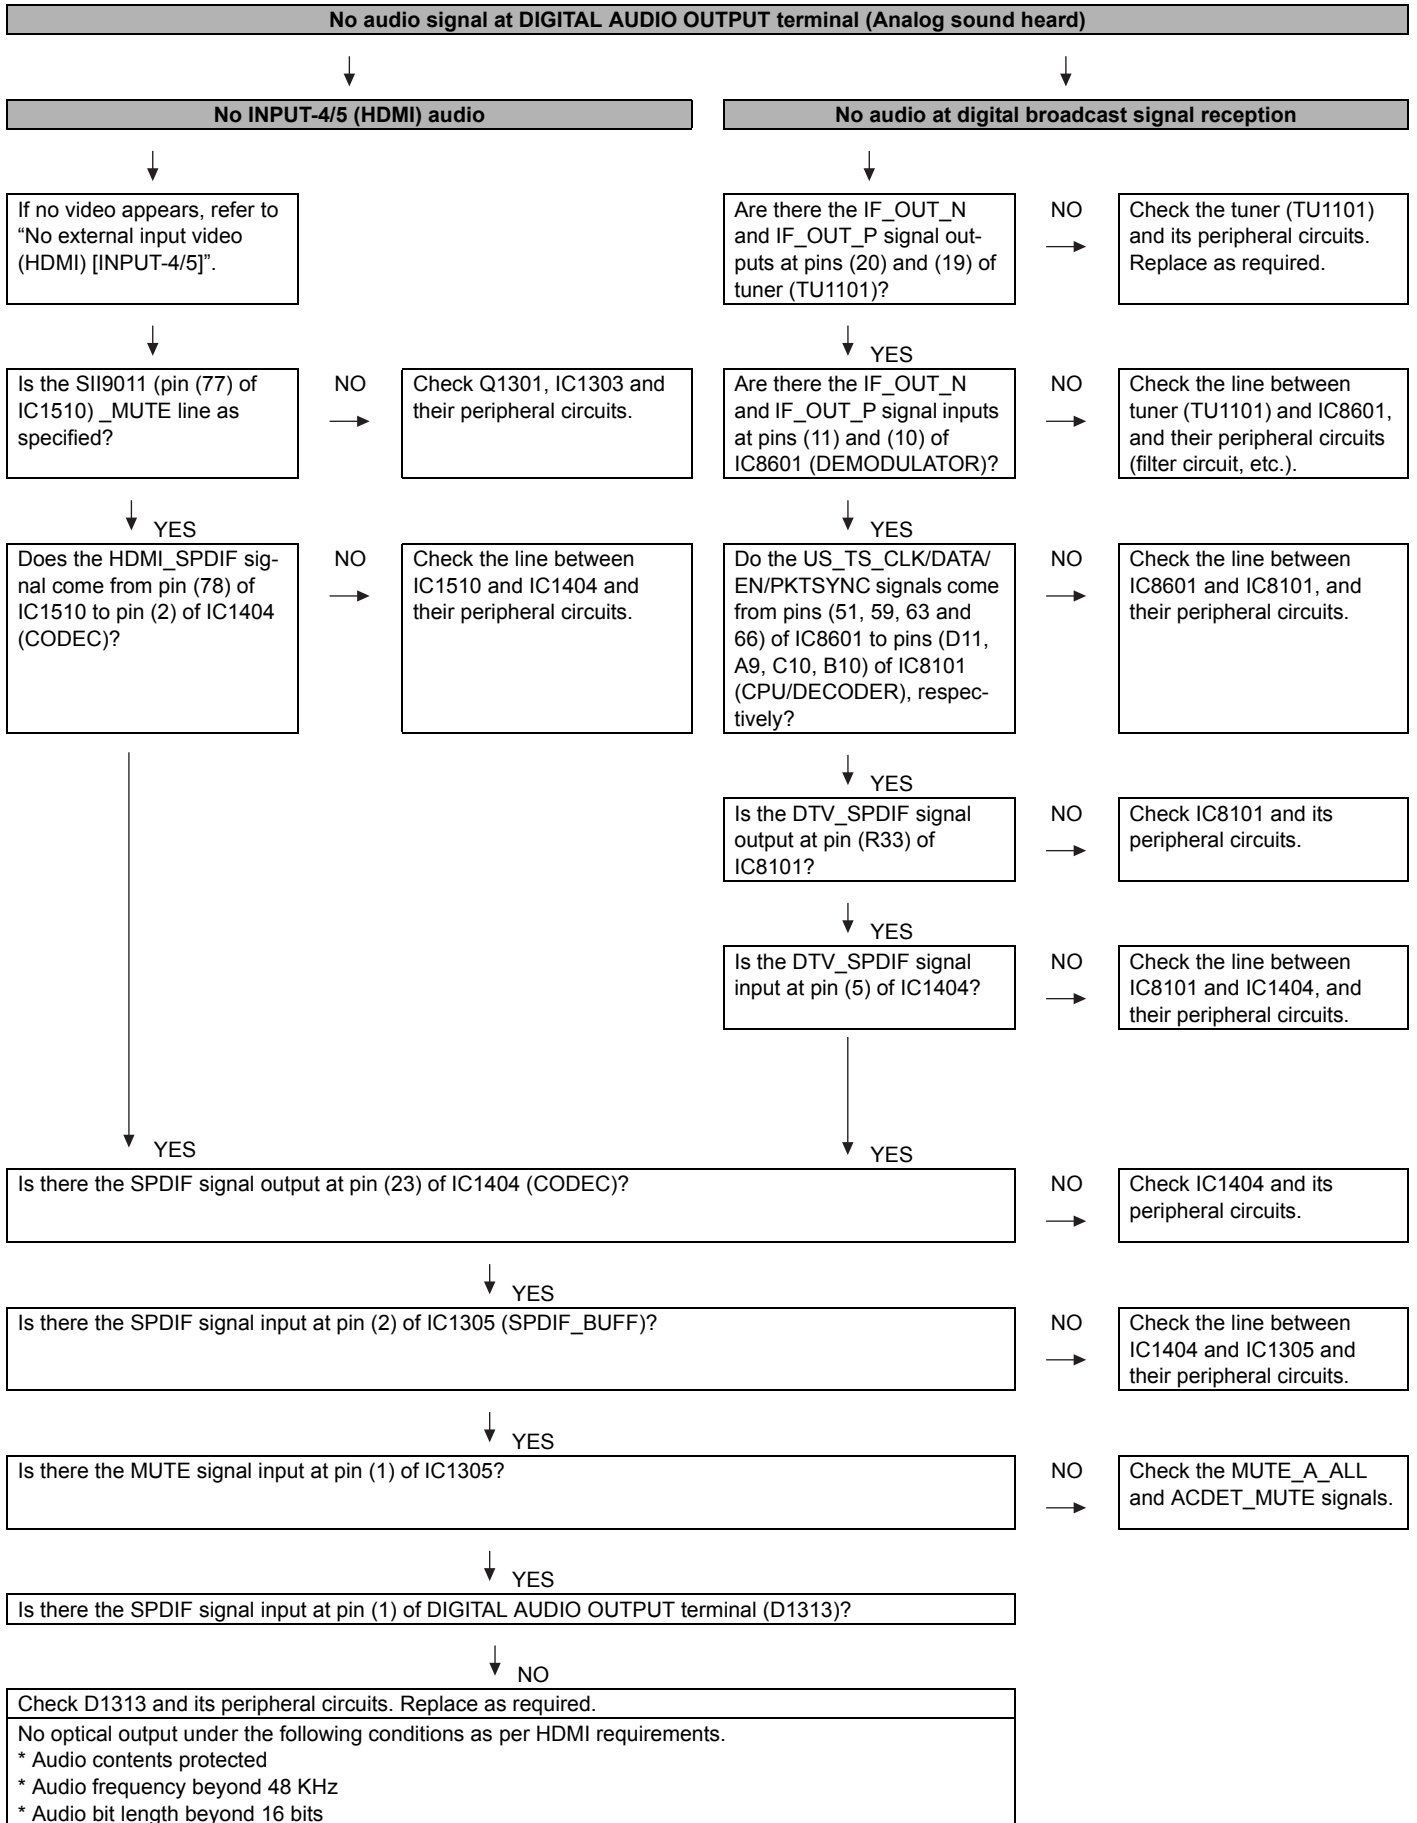 No audio signal at DIGITAL AUDIO OUTPUT terminal (Analog sound heard)
No INPUT-4/5 (HDMI) audio
If no video appears, refer to
“No external input video
(HDMI) [INPUT-4/5]”.
Is the SII9011 (pin (77) of
IC1510) _MUTE line as
specified?
NO
Check Q1301, IC1303 and
their peripheral circuits.
YES
Does the HDMI_SPDIF sig-
nal come from pin (78) of
IC1510 to pin (2) of IC1404
(CODEC)?
NO
Check the line between
IC1510 and IC1404 and
their peripheral circuits.
YES
No audio at digital broadcast signal reception
Are there the IF_OUT_N
and IF_OUT_P signal out-
puts at pins (20) and (19) of
tuner (TU1101)?
NO
Check the tuner (TU1101)
and its peripheral circuits.
Replace as required.
YES
Are there the IF_OUT_N
and IF_OUT_P signal inputs
at pins (11) and (10) of
IC8601 (DEMODULATOR)?
NO
Check the line between
tuner (TU1101) and IC8601,
and their peripheral circuits
(filter circuit, etc.).
YES
Do the US_TS_CLK/DATA/
EN/PKTSYNC signals come
from pins (51, 59, 63 and
66) of IC8601 to pins (D11,
A9, C10, B10) of IC8101
(CPU/DECODER), respec-
tively?
NO
Check the line between
IC8601 and IC8101, and
their peripheral circuits.
YES
Is the DTV_SPDIF signal
output at pin (R33) of
IC8101?
NO
Check IC8101 and its
peripheral circuits.
YES
Is the DTV_SPDIF signal
input at pin (5) of IC1404?
NO
Check the line between
IC8101 and IC1404, and
their peripheral circuits.
YES
Is there the SPDIF signal output at pin (23) of IC1404 (CODEC)?
NO
Check IC1404 and its
peripheral circuits.
YES
Is there the SPDIF signal input at pin (2) of IC1305 (SPDIF_BUFF)?
NO
Check the line between
IC1404 and IC1305 and
their peripheral circuits.
YES
Is there the MUTE signal input at pin (1) of IC1305?
NO
Check the MUTE_A_ALL
and ACDET_MUTE signals.
YES
Is there the SPDIF signal input at pin (1) of DIGITAL AUDIO OUTPUT terminal (D1313)?
NO
Check D1313 and its peripheral circuits. Replace as required.
No optical output under the following conditions as per HDMI requirements.
* Audio contents protected
* Audio frequency beyond 48 KHz
* Audio bit length beyond 16 bits